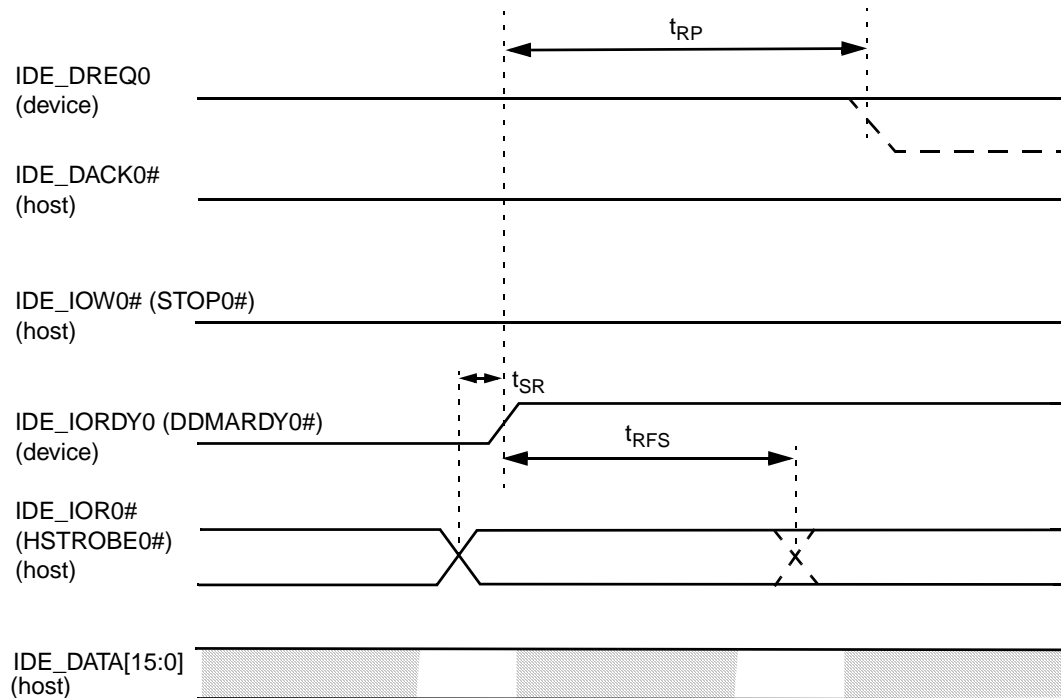 tRP
IDE_DREQ0
(device)
IDE_DACK0#
(host)
IDE_IOW0# (STOP0#)
(host)
tSR
IDE_IORDY0 (DDMARDY0#)
(device)
tRFS
IDE_IOR0#
(HSTROBE0#)
(host)
IDE_DATA[15:0]
(host)